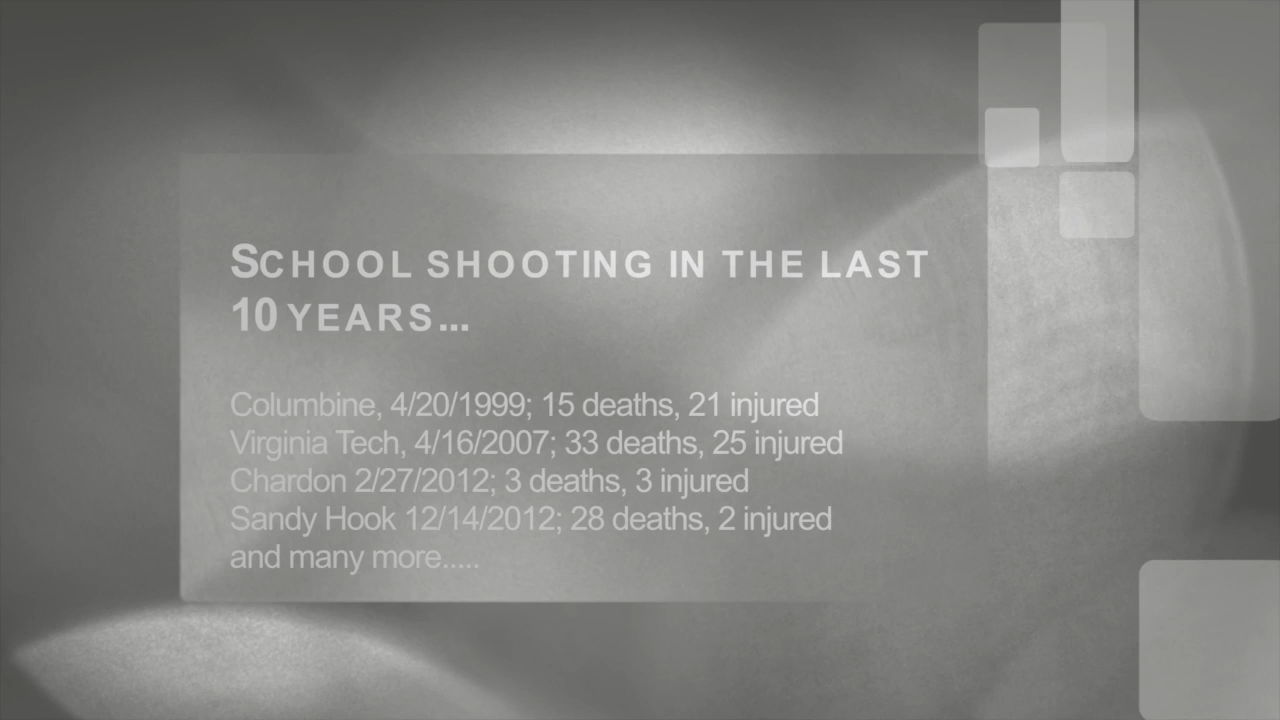 School shooting in the last
10 years...
Columbine, 4/20/1999; 15 deaths, 21 injured
Virginia Tech, 4/16/2007; 33 deaths, 25 injured
Chardon 2/27/2012; 3 deaths, 3 injured
Sandy Hook 12/14/2012; 28 deaths, 2 injured
and many more.....